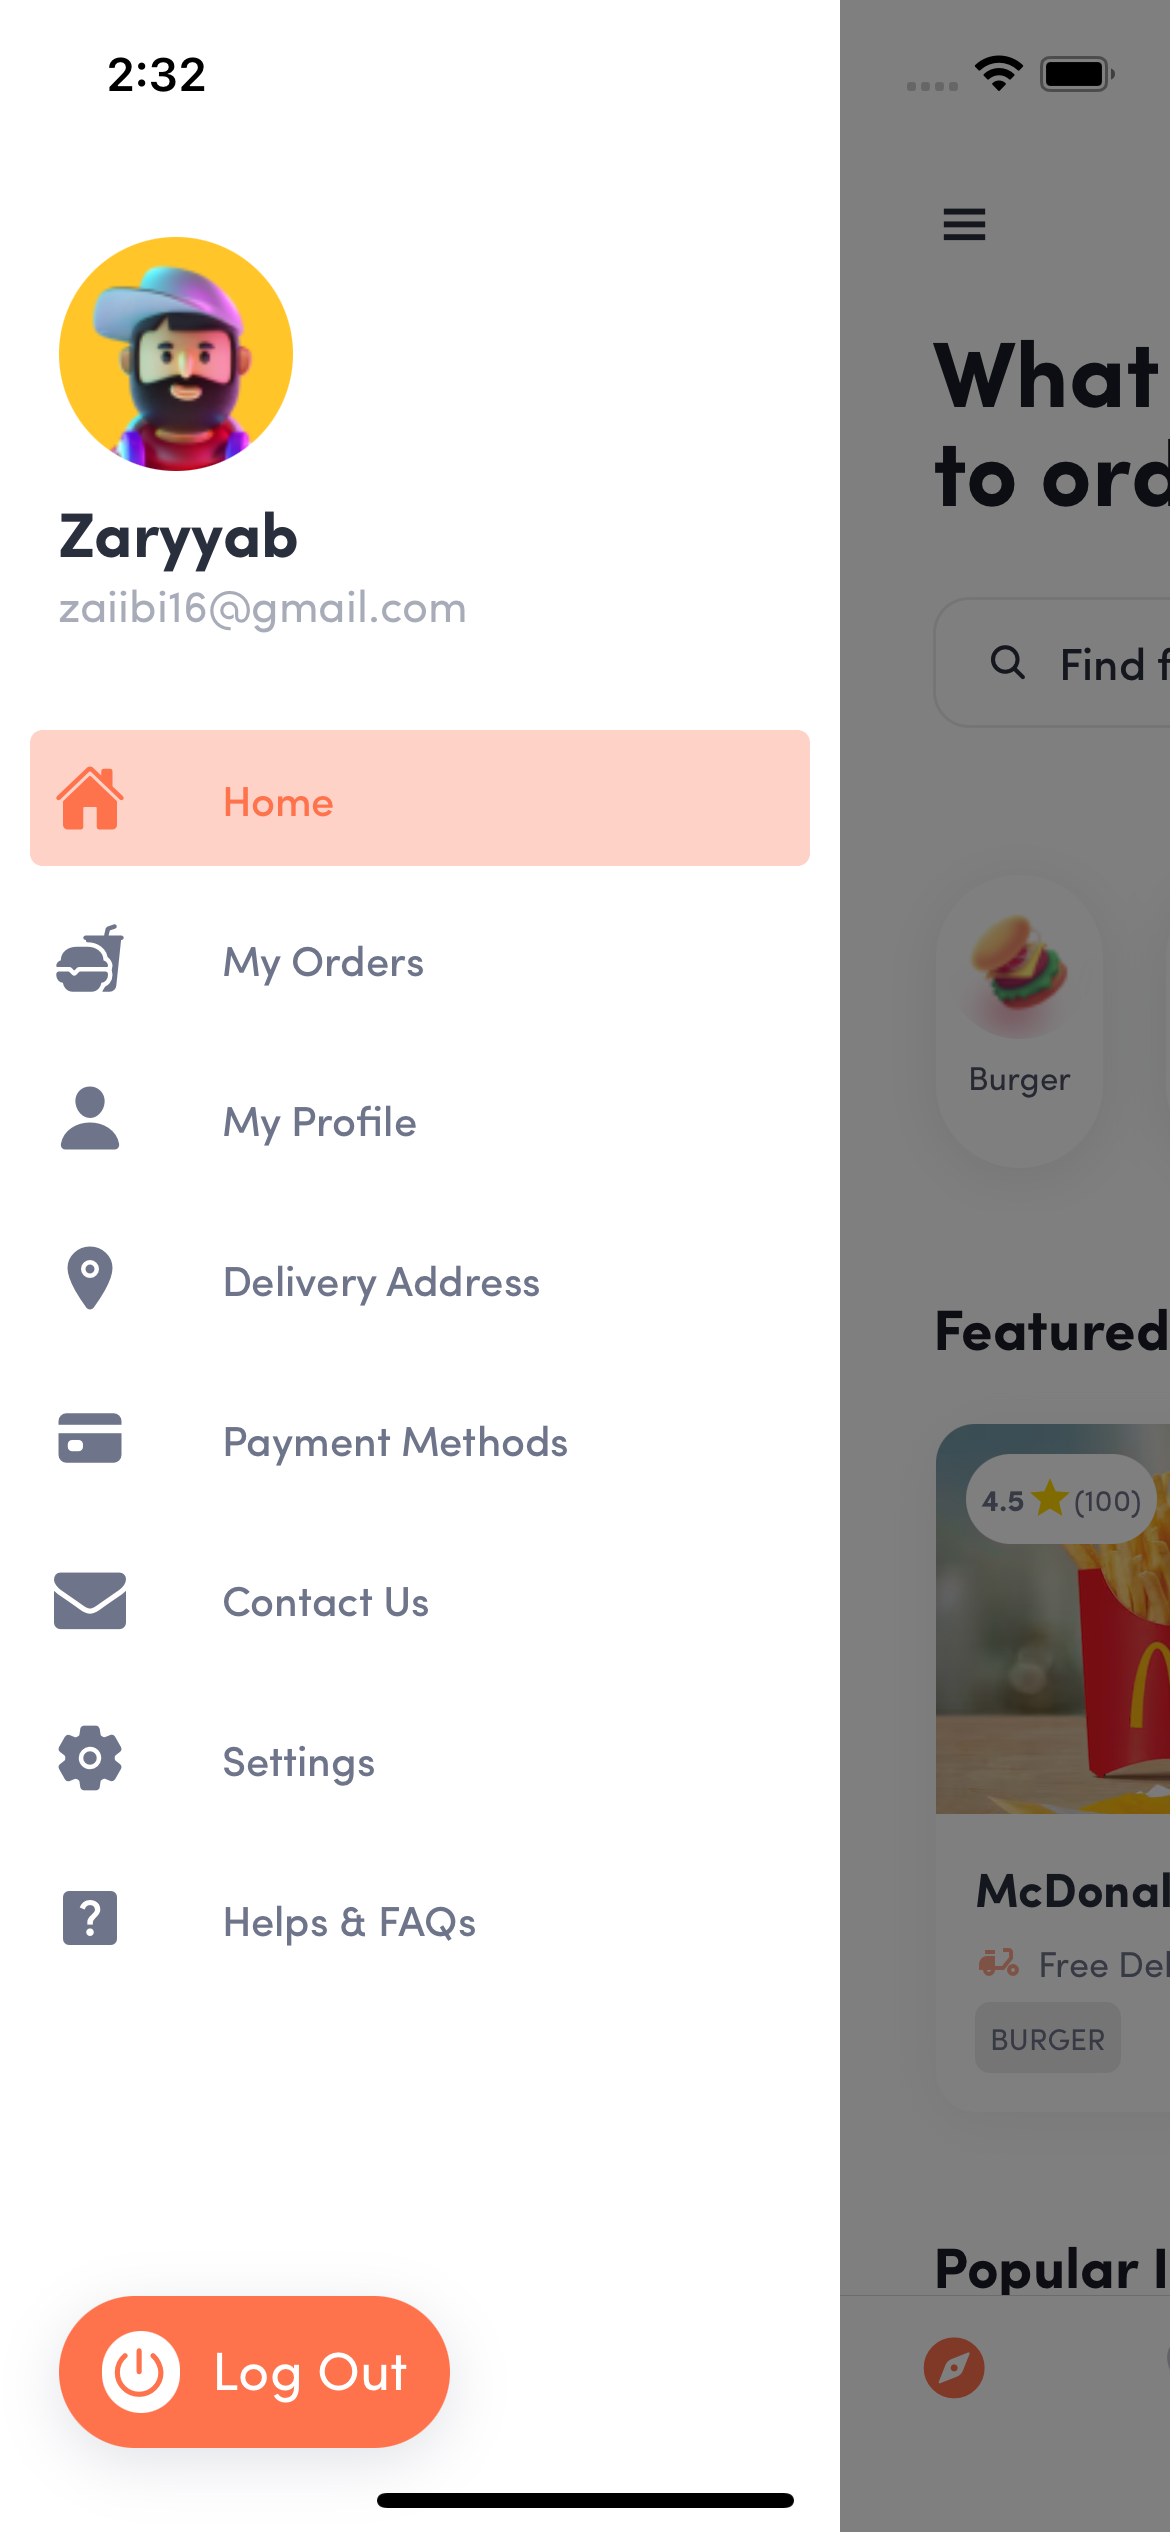 2:32
Zaryyab
zaiibi16@gmail.com
Home
My Orders
My Profile
Delivery Address
Payment Methods
Contact Us
Settings
Helps & FAQs
Log Out
What
to ord
Find f
Burger
Featured
4.5 (100)
McDonal
Free Del
BURGER
Popular I